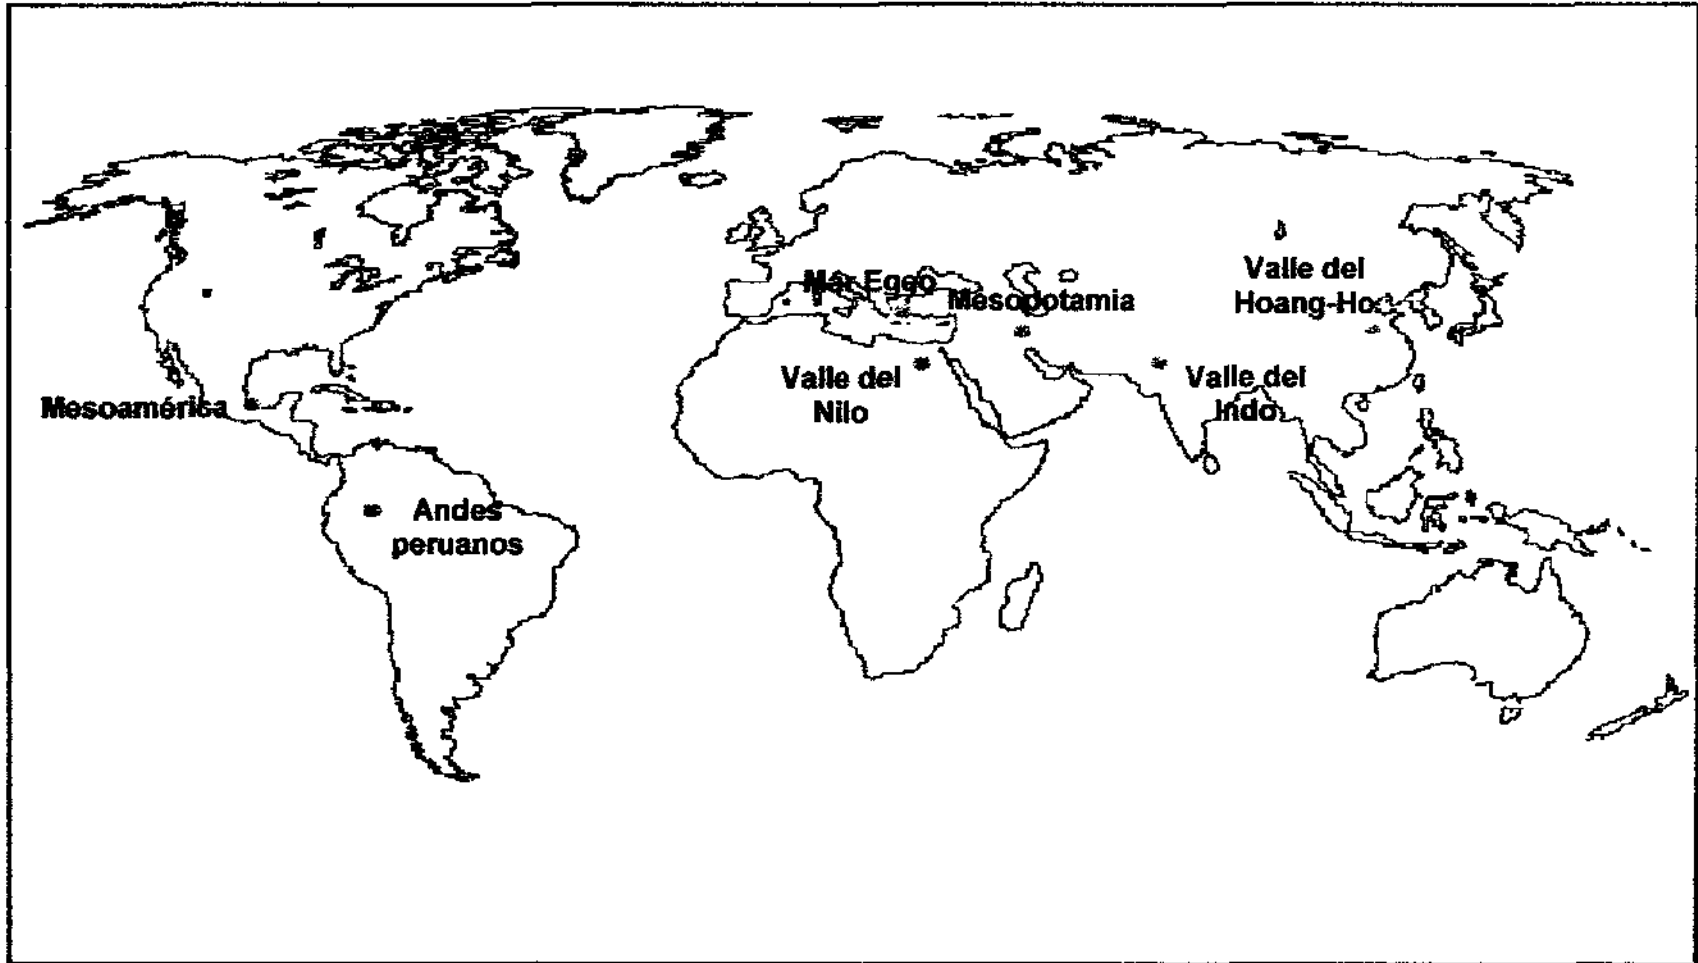 Mar Egeo
Mesopotamia
Valle del
Hoang-Ho
Valle del
Nilo
Valle del
Indo
Mesoamérica
Andes
peruanos